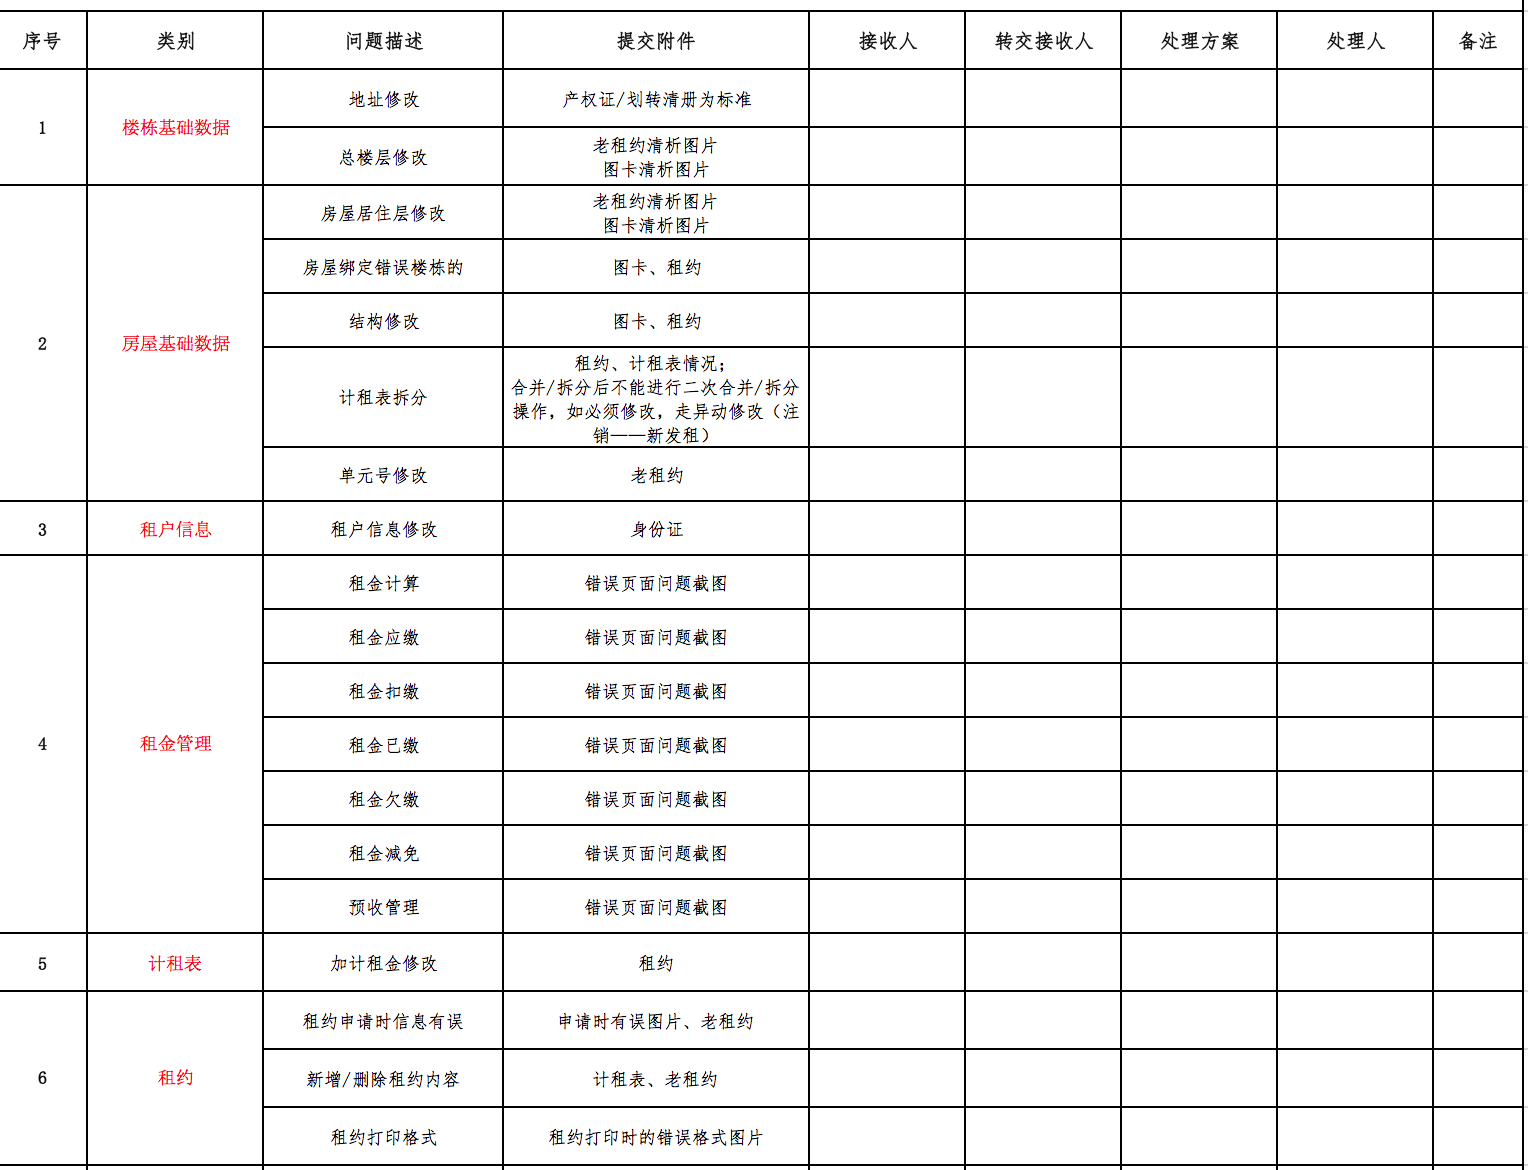 序号 类别 问题描述 提交附件 接收人 转交接收人 处理方案 处理人 备注
1 楼栋基础数据 地址修改 产权证/划转清册为标准
总楼层修改 老租约清析图片
图卡清析图片
2 房屋基础数据 房屋居住层修改 老租约清析图片
图卡清析图片
房屋绑定错误楼栋的 图卡、租约
结构修改 图卡、租约
计租表拆分 租约、计租表情况；
合并/拆分后不能进行二次合并/拆分
操作，如必须修改，走异动修改（注
销——新发租）
单元号修改 老租约
3 租户信息 租户信息修改 身份证
4 租金管理 租金计算 错误页面问题截图
租金应缴 错误页面问题截图
租金扣缴 错误页面问题截图
租金已缴 错误页面问题截图
租金欠缴 错误页面问题截图
租金减免 错误页面问题截图
预收管理 错误页面问题截图
5 计租表 加计租金修改 租约
6 租约 租约申请时信息有误 申请时有误图片、老租约
新增/删除租约内容 计租表、老租约
租约打印格式 租约打印时的错误格式图片